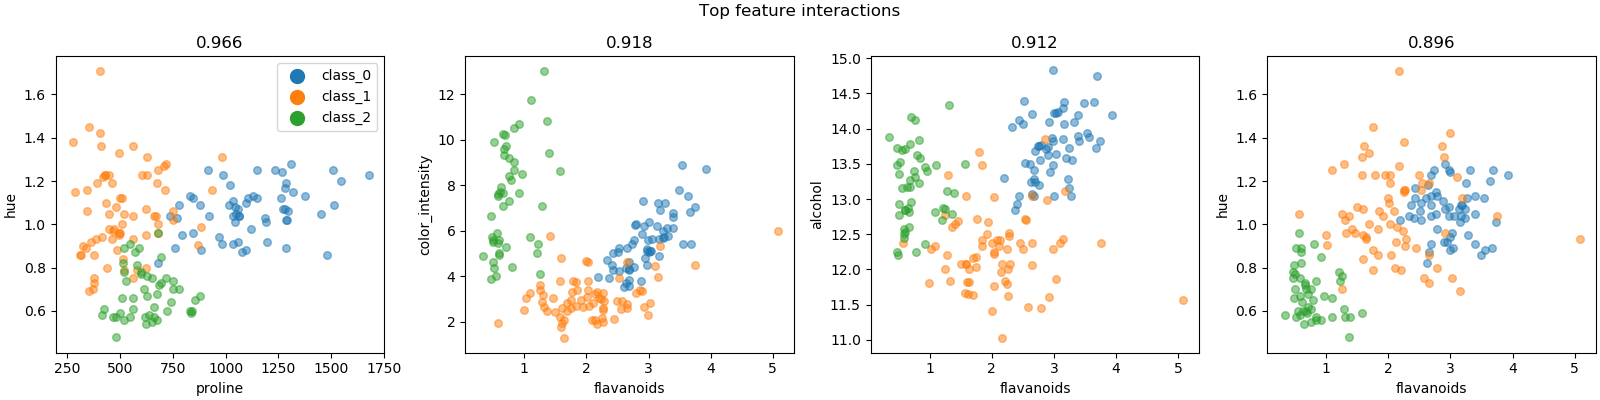 Top feature interactions
0.966
hue
1.6
1.4
1.2
1.0
0.8
0.6
class_0
class_1
class_2
250 500 750 1000 1250 1500 1750
proline
0.918
color_intensity
12
10
8
6
4
2
1 2 3 4 5
flavanoids
0.912
alcohol
15.0
14.5
14.0
13.5
13.0
12.5
12.0
11.5
11.0
1 2 3 4 5
flavanoids
0.896
hue
1.6
1.4
1.2
1.0
0.8
0.6
1 2 3 4 5
flavanoids